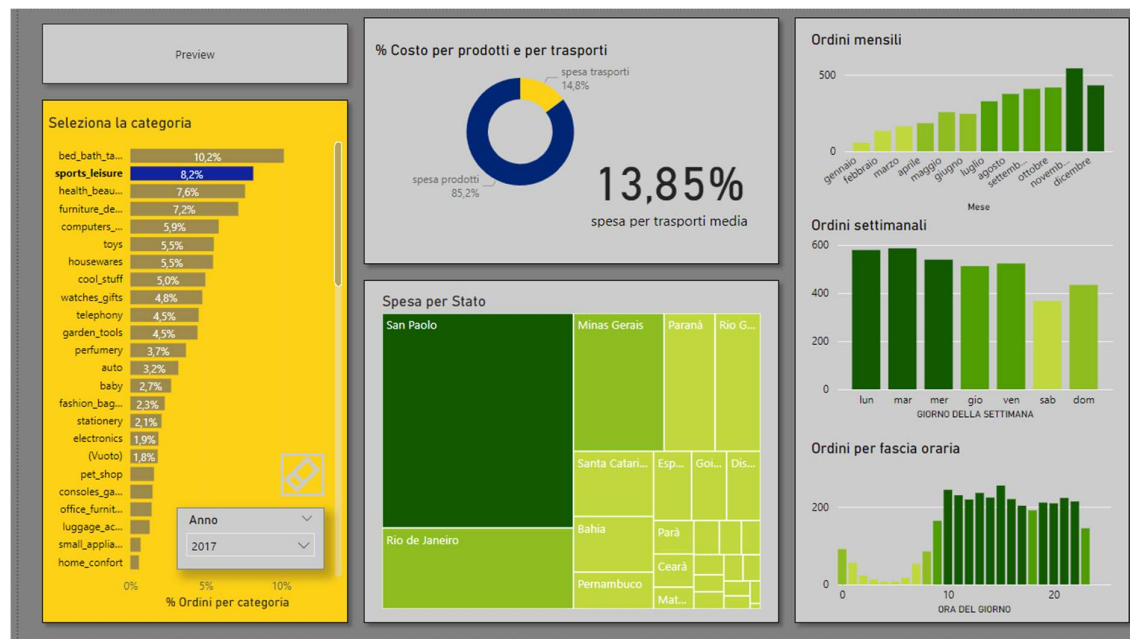 Preview
Seleziona la categoria
bed_bath_ta...
10,2%
sports_leisure
8,2%
health_beau...
7,6%
furniture_de...
7,2%
computers_...
5,9%
toys
5,5%
housewares
5,5%
cool_stuff
5,0%
watches_gifts
4,8%
telephony
4,5%
garden_tools
4,5%
perfumery
3,7%
auto
3,2%
baby
2,7%
fashion_bag...
2,3%
stationery
2,1%
electronics
1,9%
(Vuoto)
1,8%
pet_shop
consoles_ga...
office_furnit...
luggage_ac...
small_applia...
home_confort
Anno
2017
0%
5%
10%
% Ordini per categoria
% Costo per prodotti e per trasporti
spesa trasporti
14,8%
spesa prodotti
85,2%
13,85%
spesa per trasporti media
Spesa per Stato
San Paolo
Minas Gerais
Paranà
Rio G...
Santa Catari...
Esp...
Goi...
Dis...
Rio de Janeiro
Bahia
Parà
Cearà
Pernambuco
Mat...
Ordini mensili
500
0
gennaio
febbraio
marzo
aprile
maggio
giugno
luglio
agosto
settemb...
ottobre
novemb...
dicembre
Mese
Ordini settimanali
600
400
200
0
lun
mar
mer
gio
ven
sab
dom
GIORNO DELLA SETTIMANA
Ordini per fascia oraria
200
0
0
10
20
ORA DEL GIORNO